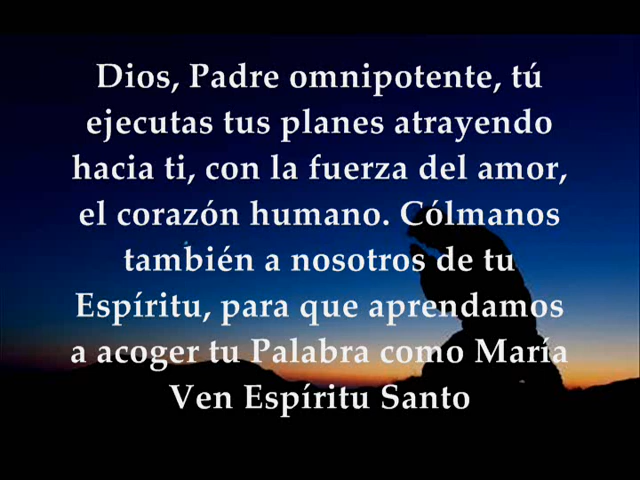 Dios, Padre omnipotente, tú
ejecutas tus planes atrayendo
hacia ti, con la fuerza del amor,
el corazón humano. Cólmanos
también a nosotros de tu
Espíritu, para que aprendamos
a acoger tu Palabra como María
Ven Espíritu Santo